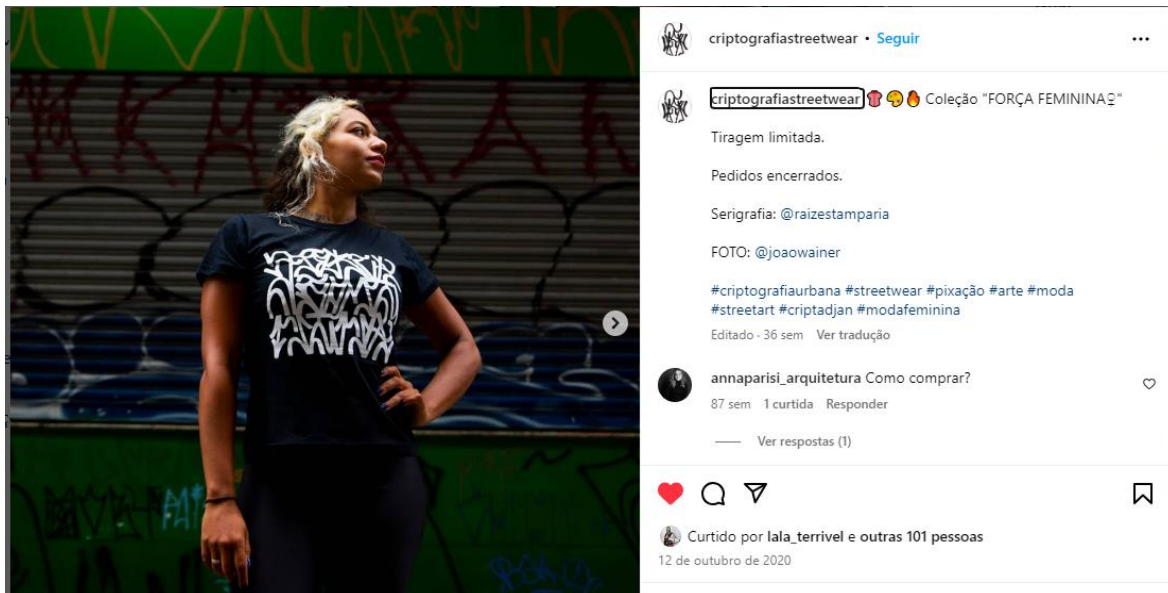 criptografiastreetwear • Seguir
criptografiastreetwear Coleção "FORÇA FEMININA♀"
Tiragem limitada.
Pedidos encerrados.
Serigrafia: @raizestamparia
FOTO: @joaowainer
#criptografiaurbana #streetwear #pixação #arte #moda
#streetart #criptadjan #modafeminina
Editado · 36 sem Ver tradução
annaparisi_arquitetura Como comprar?
87 sem 1 curtida Responder
Ver respostas (1)
Curtido por lala_terrivel e outras 101 pessoas
12 de outubro de 2020